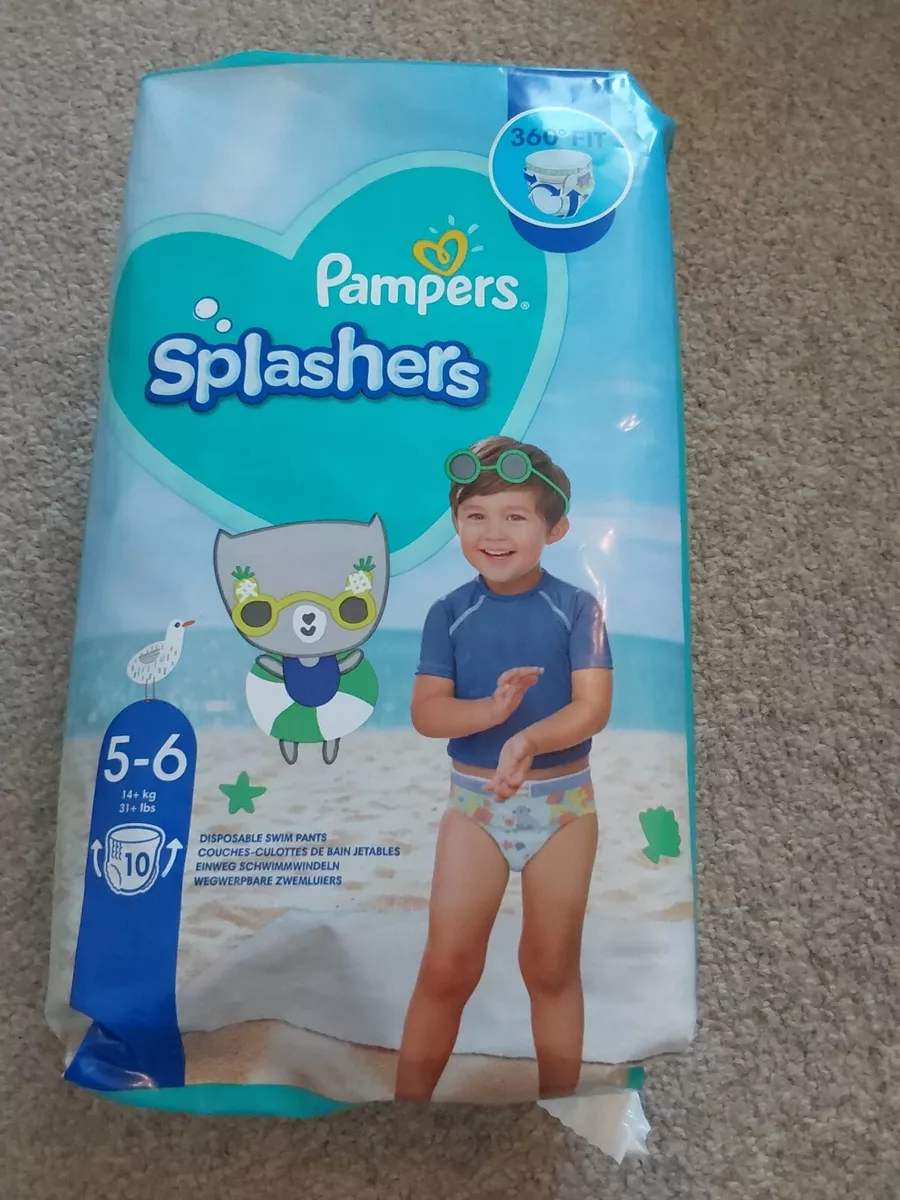 360° FIT
Pampers®
Splashers
5-6
14+ kg
31+ lbs
10
DISPOSABLE SWIM PANTS
COUCHES-CULOTTES DE BAIN JETABLES
EINWEG SCHWIMMWINDELN
WEGWERPBARE ZWEMLUIERS